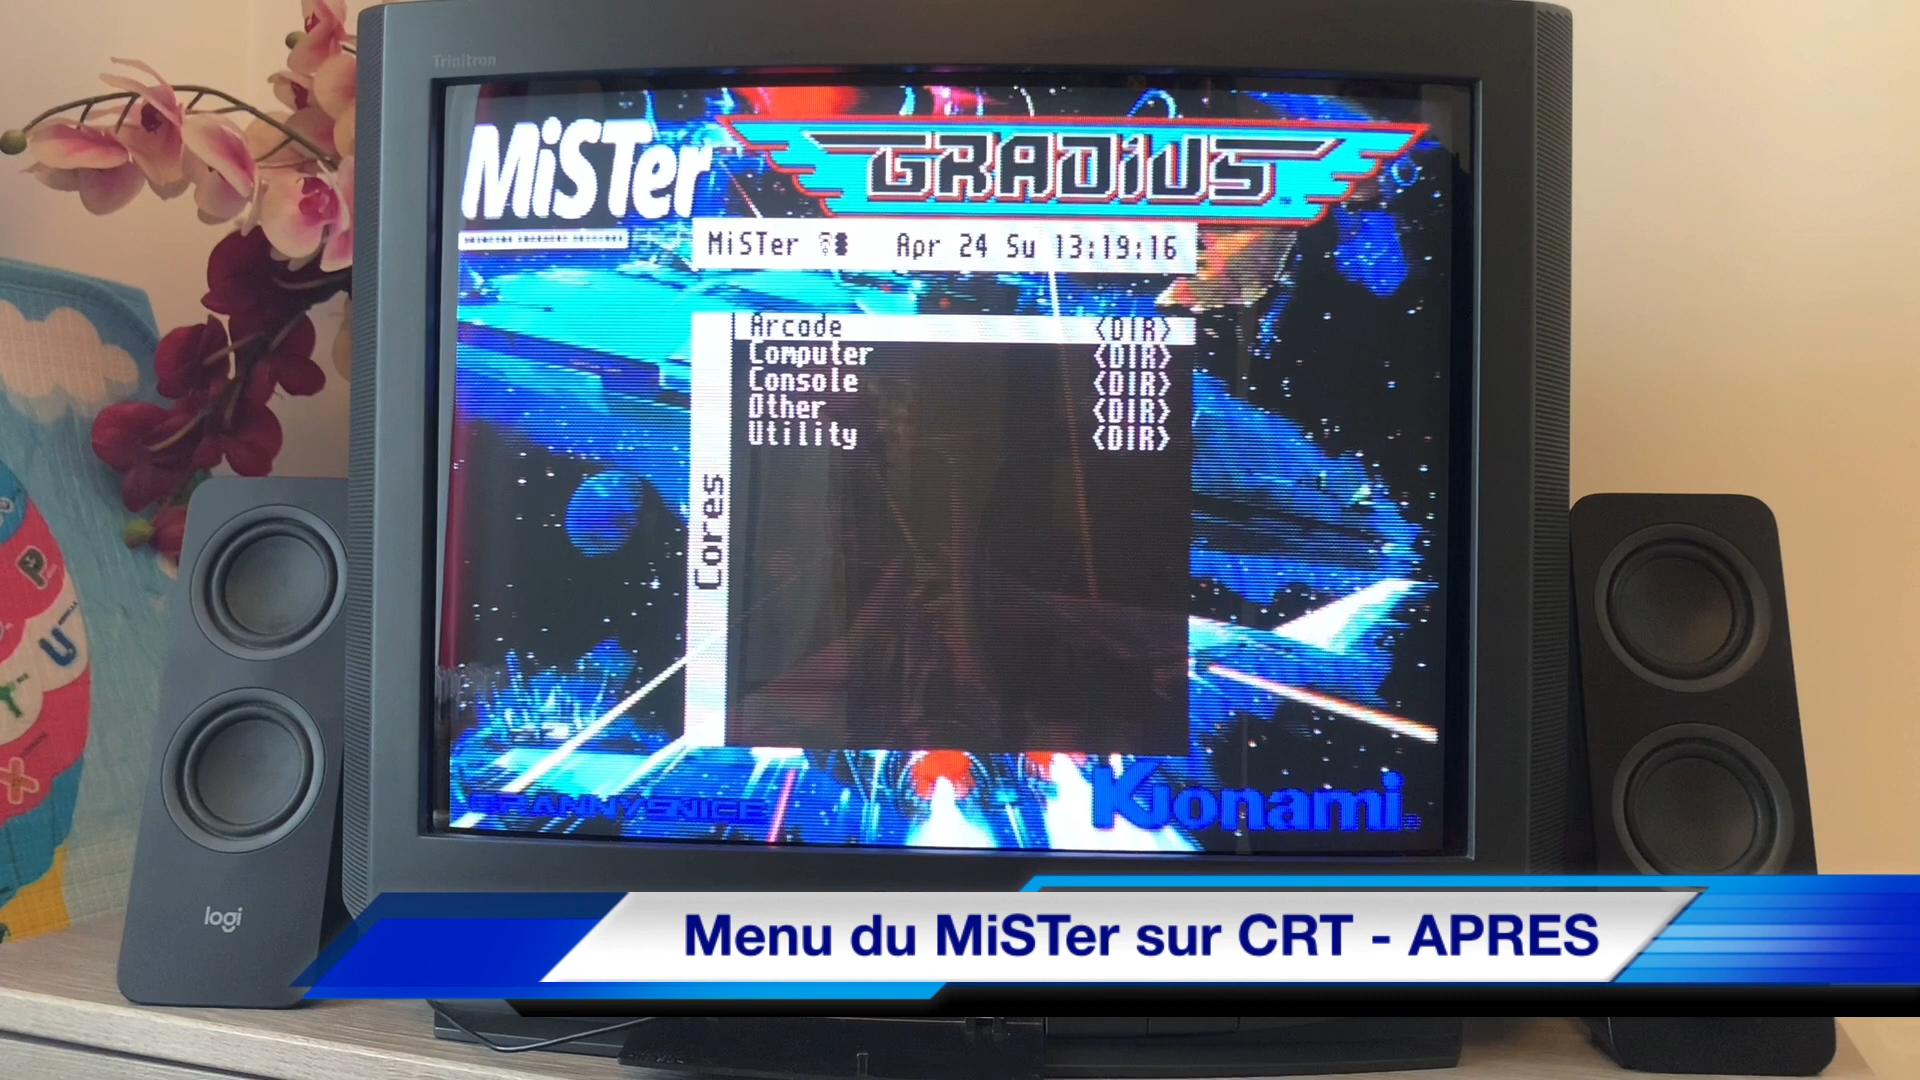 Trinitron
MiSTer
GRADIUS
MiSTer Apr 24 Su 13:19:16
Arcade <DIR>
Computer <DIR>
Console <DIR>
Other <DIR>
Utility <DIR>
Cores
GRANNYSNICE
Konami
logi
P
U
T
X
Menu du MiSTer sur CRT - APRES